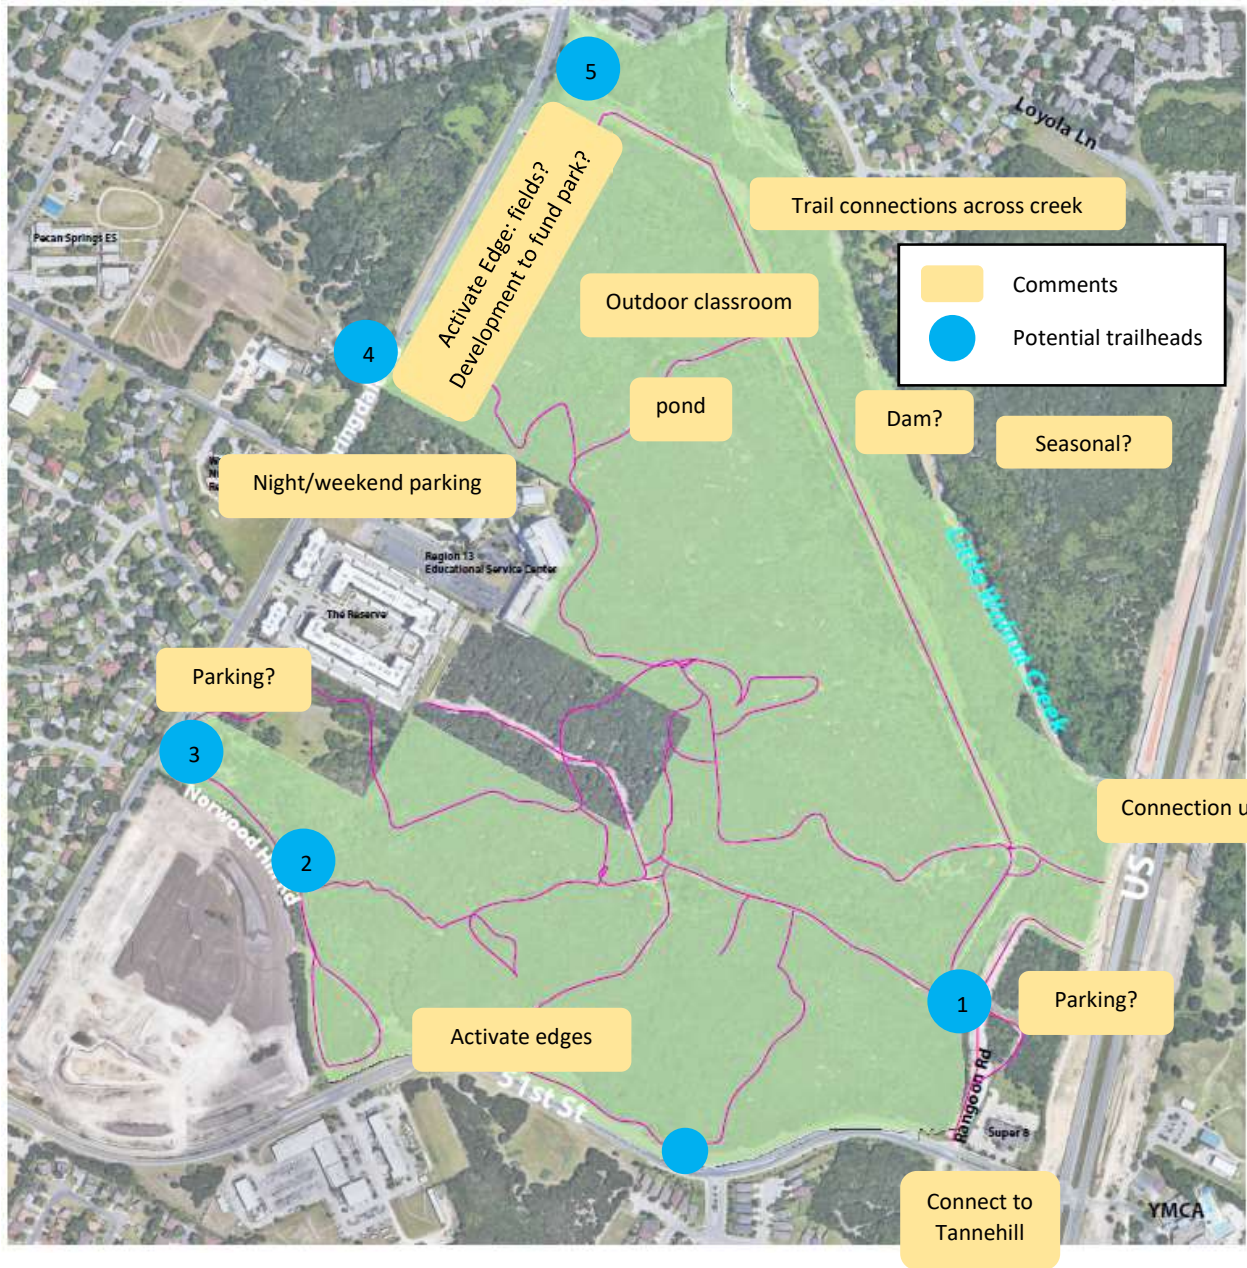 5
Loyola Ln
Activate Edge: fields?
Development to fund park?
Trail connections across creek
Pecan Springs ES
Comments
Potential trailheads
Outdoor classroom
4
pond
Dam?
Seasonal?
Night/weekend parking
Region 13
Educational Service Center
The Reserve
Little Walnut Creek
Parking?
3
Norwood
2
Connection u
US
1
Parking?
Activate edges
51st St
Rangoon Rd
Super 8
Connect to
Tannehill
YMCA